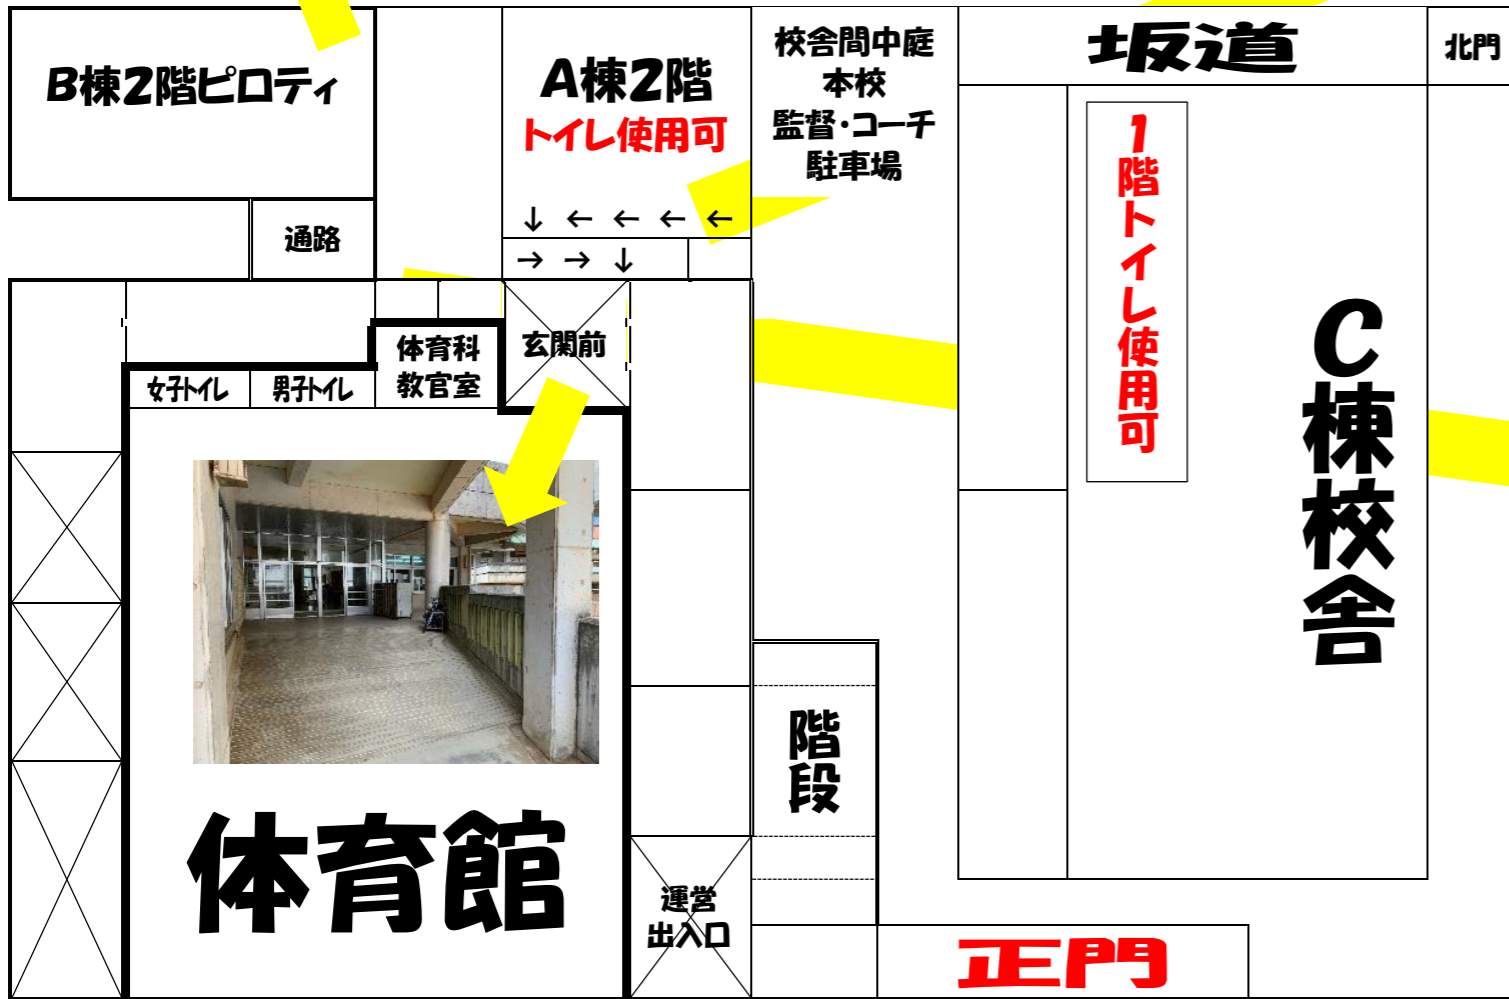 B棟2階ピロティ
A棟2階
トイレ使用可
校舎間中庭
本校
監督・コーチ
駐車場
坂道
北門
↓ ← ← ← ←
→ → ↓
通路
玄関前
体育科
教官室
女子トイレ
男子トイレ
1階トイレ使用可
C棟校舎
階段
体育館
運営
出入口
正門